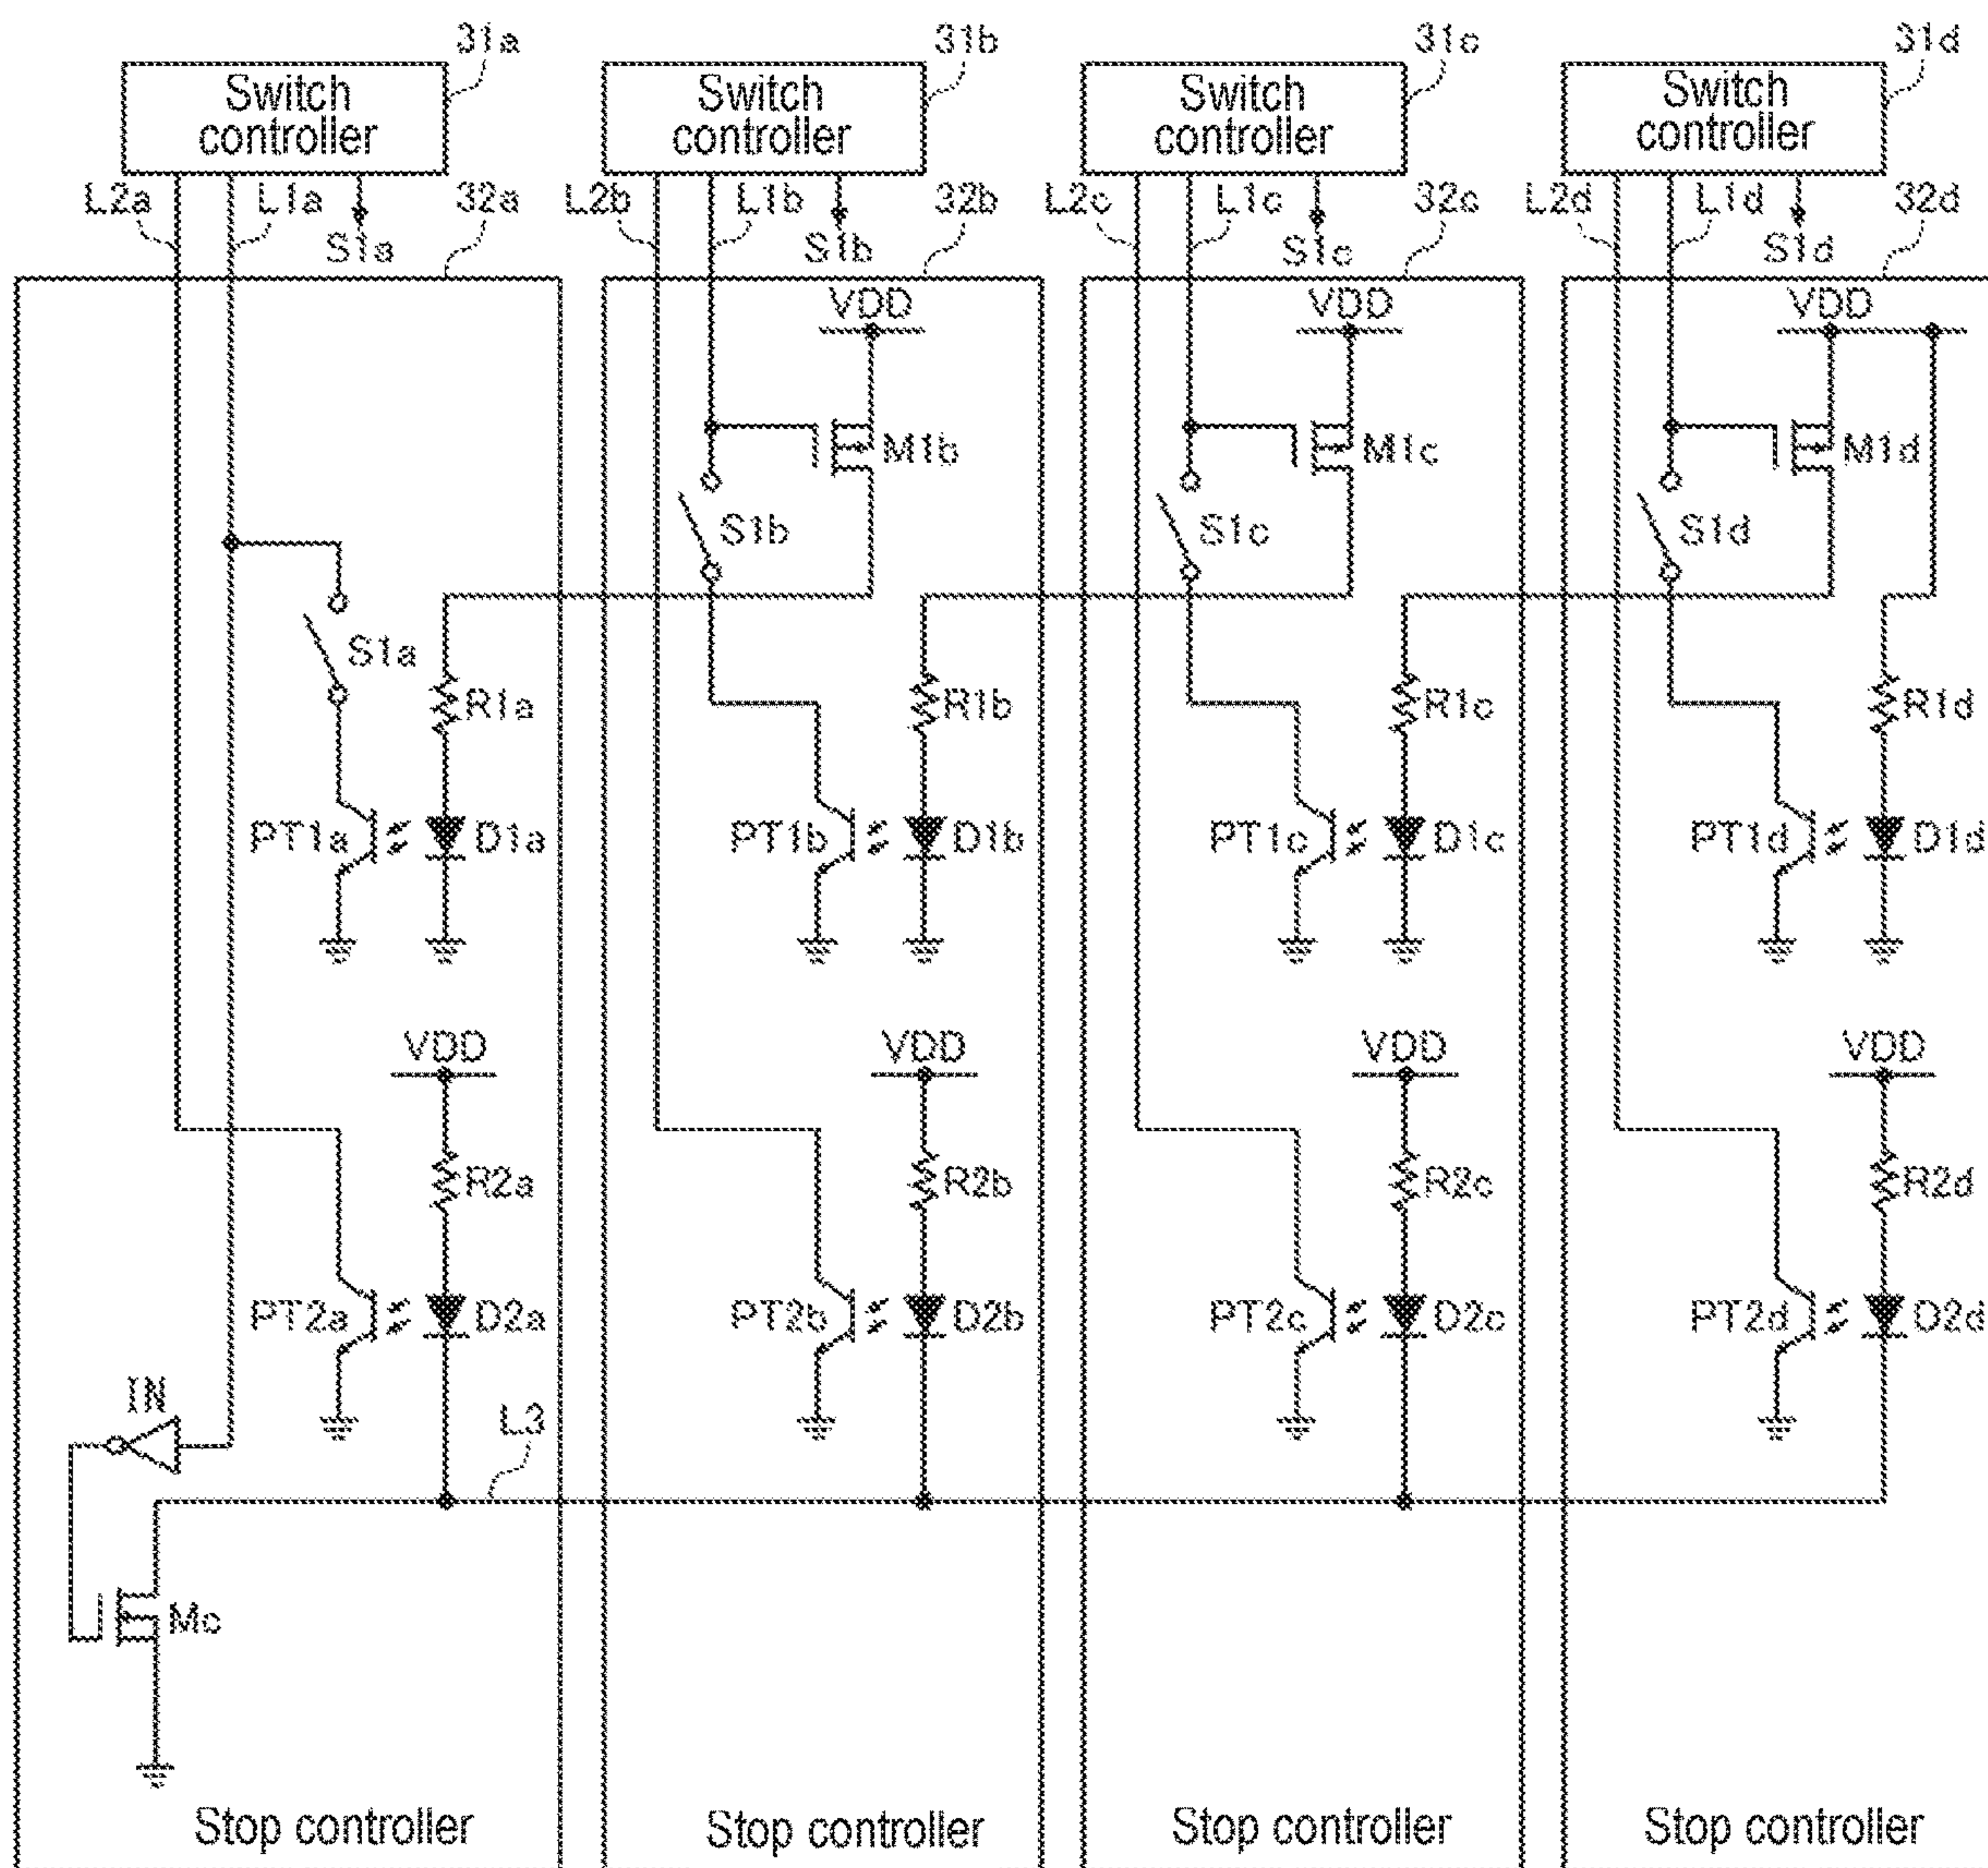 31a 31b 31c 31d
Switch controller
Switch controller
Switch controller
Switch controller
L2a L1a S1a 32a L2b L1b S1b 32b L2c L1c S1c 32c L2d L1d S1d 32d
VDD VDD VDD
M1b M1c M1d
S1b S1c S1d
S1a
R1a R1b R1c R1d
PT1a D1a PT1b D1b PT1c D1c PT1d D1d
VDD VDD VDD VDD
R2a R2b R2c R2d
PT2a D2a PT2b D2b PT2c D2c PT2d D2d
IN L3
Mc
Stop controller Stop controller Stop controller Stop controller